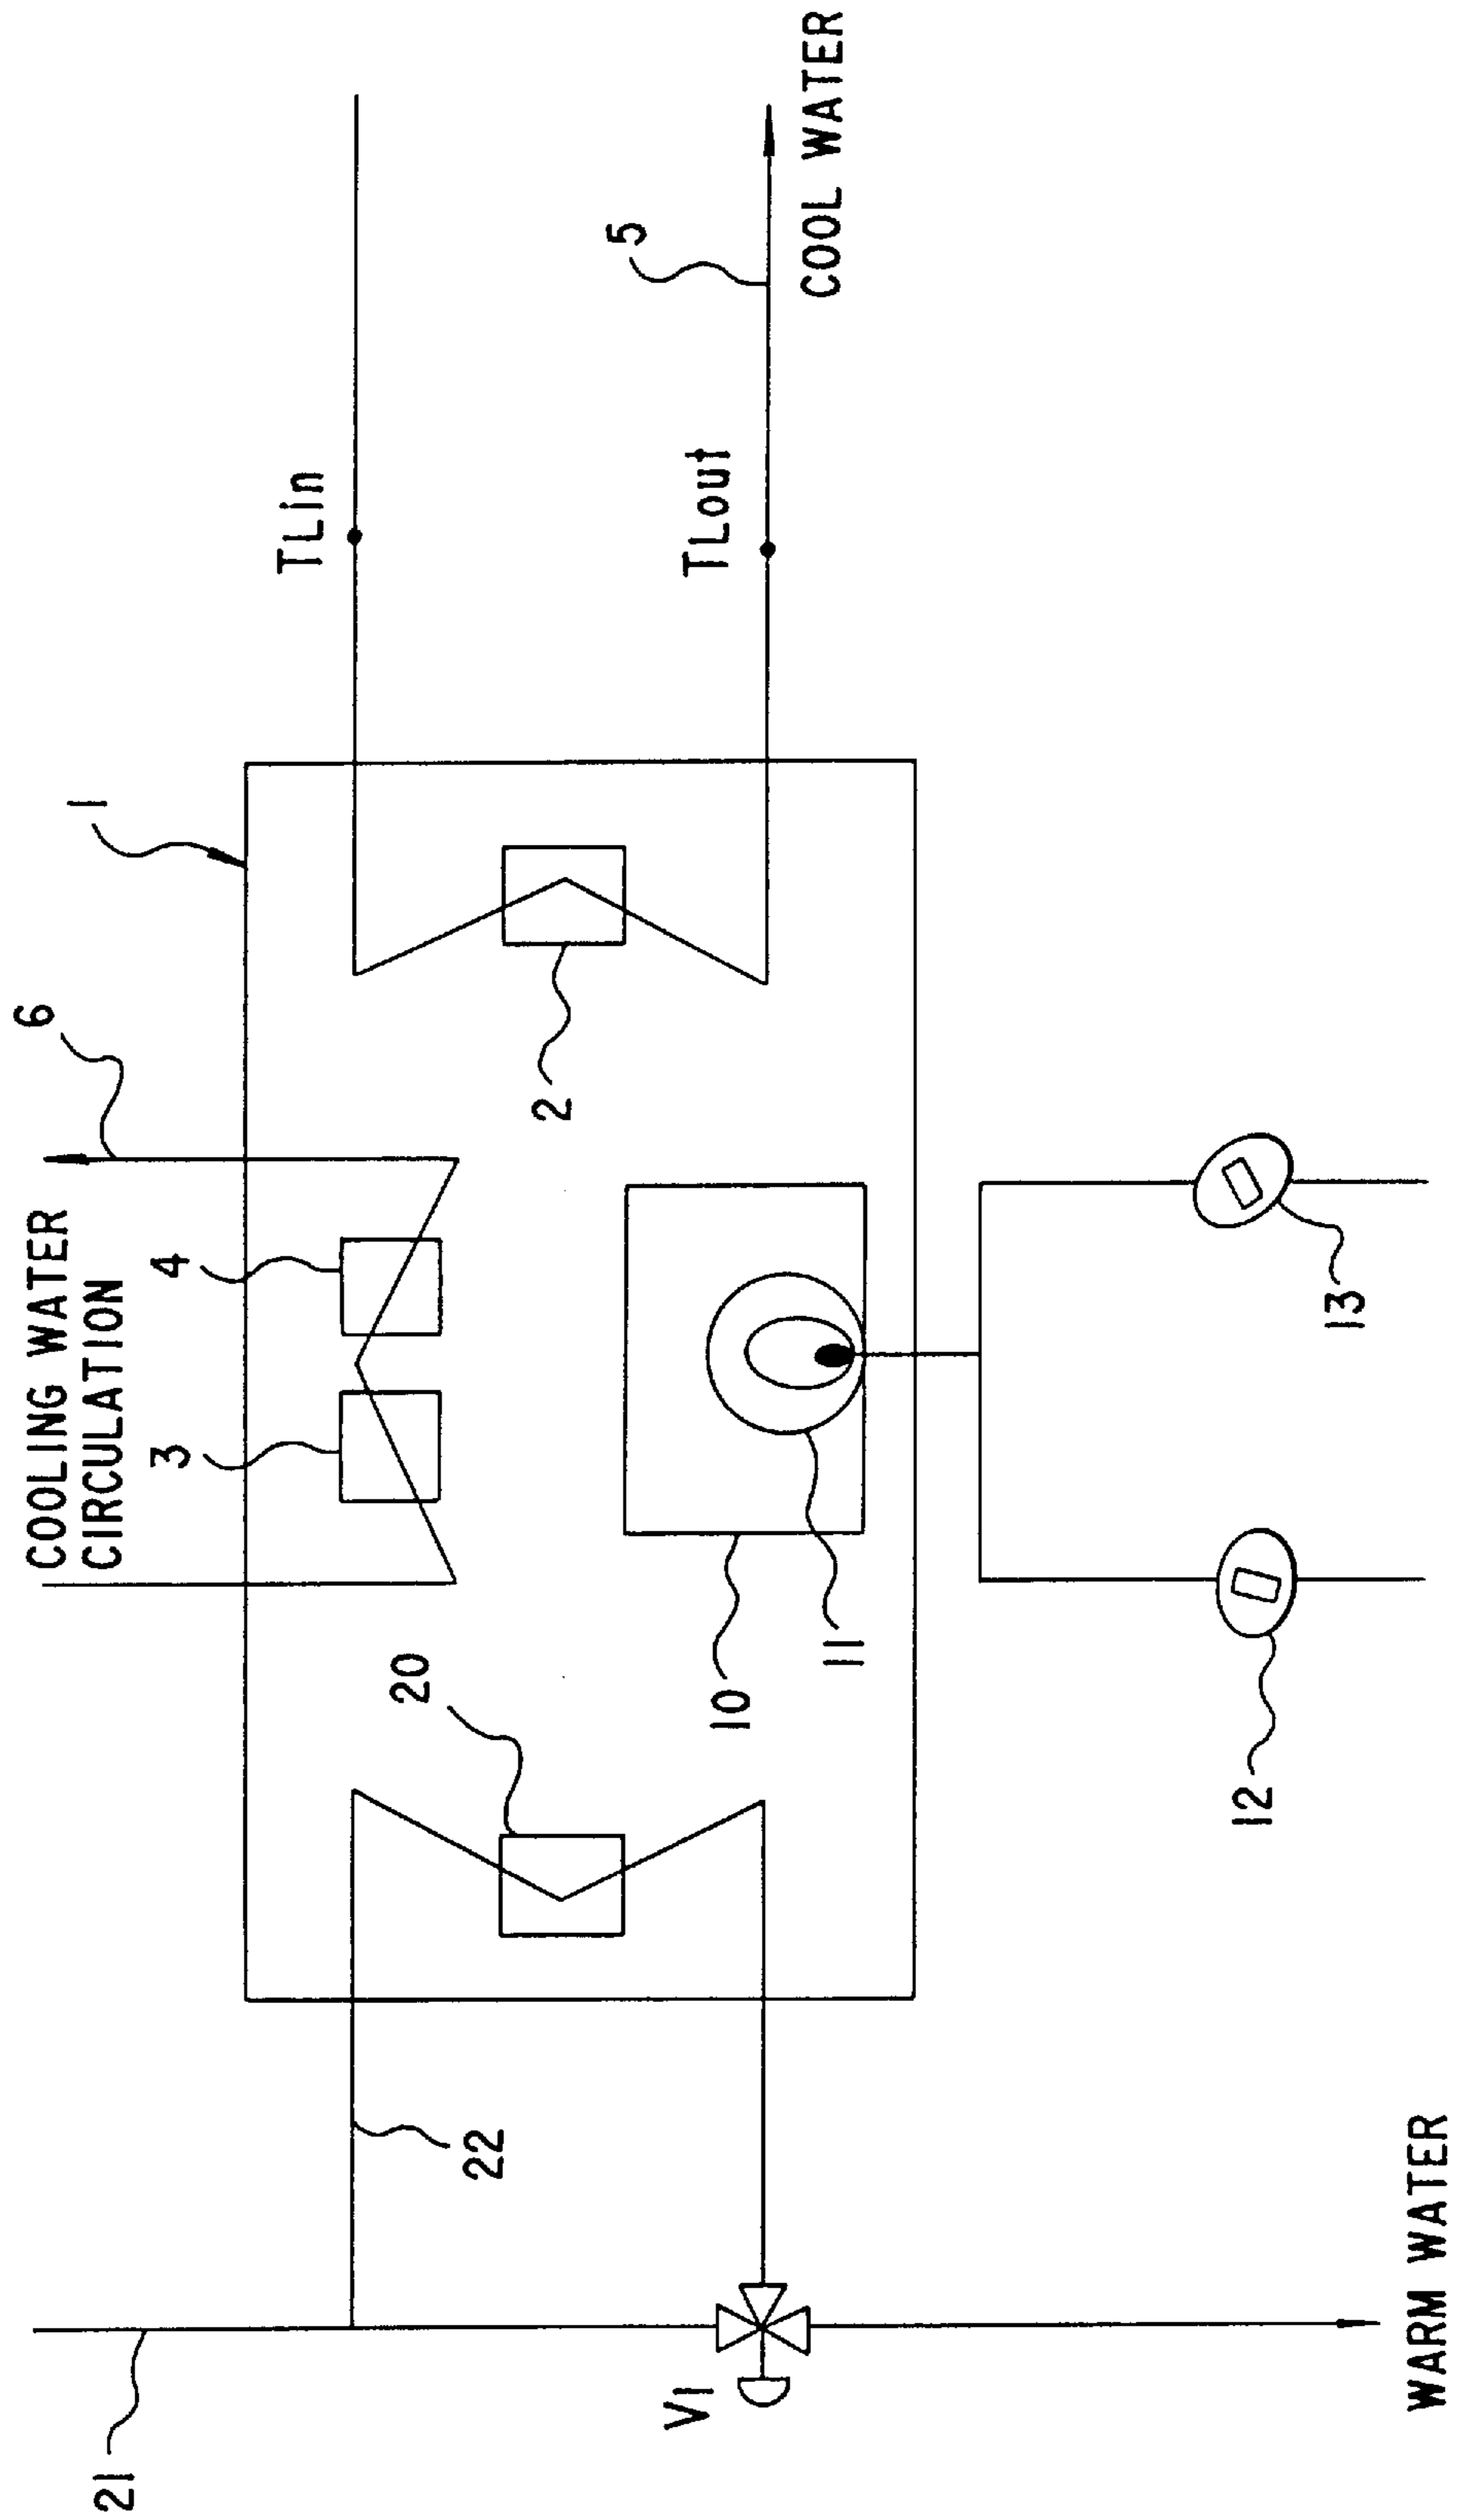 COOLING WATER
CIRCULATION
6
1
4
3
TLin
5
TLout
COOL WATER
2
20
10
11
22
21
V1
12
13
WARM WATER